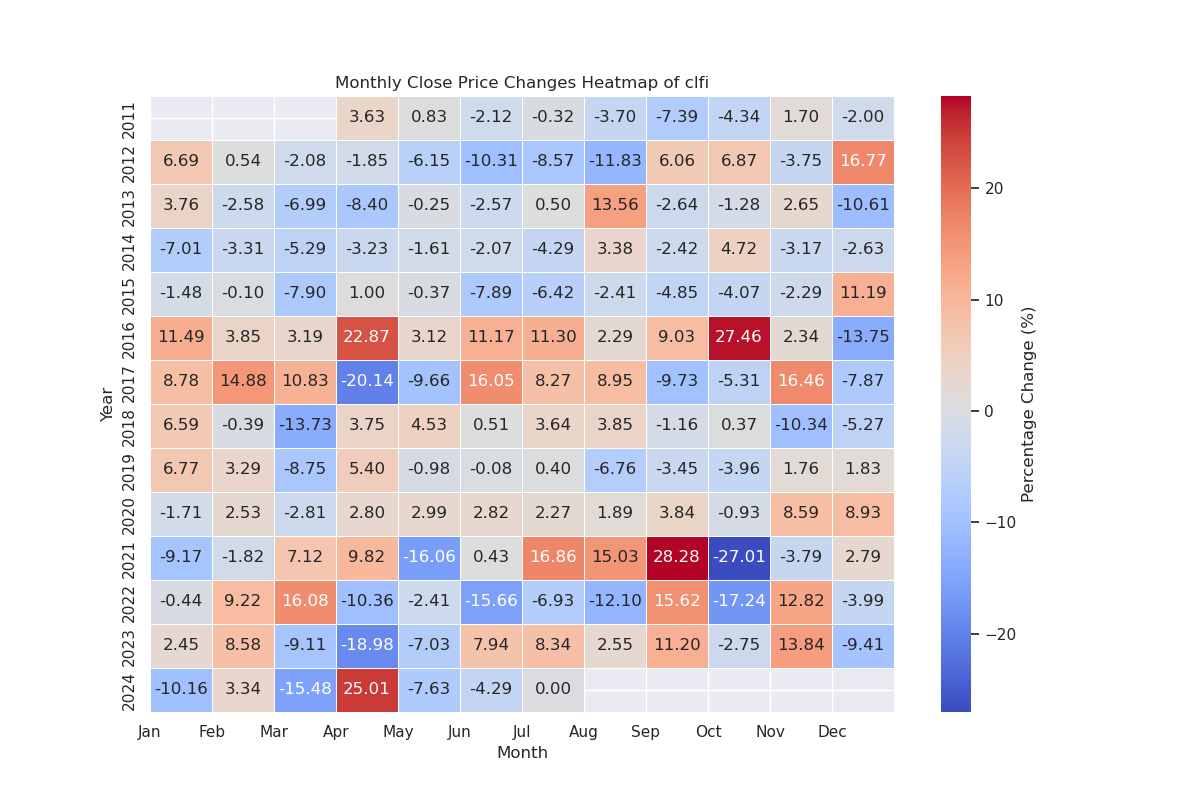 Monthly Close Price Changes Heatmap of clfi
2011 3.63 0.83 -2.12 -0.32 -3.70 -7.39 -4.34 1.70 -2.00
2012 6.69 0.54 -2.08 -1.85 -6.15 -10.31 -8.57 -11.83 6.06 6.87 -3.75 16.77
2013 3.76 -2.58 -6.99 -8.40 -0.25 -2.57 0.50 13.56 -2.64 -1.28 2.65 -10.61
2014 -7.01 -3.31 -5.29 -3.23 -1.61 -2.07 -4.29 3.38 -2.42 4.72 -3.17 -2.63
2015 -1.48 -0.10 -7.90 1.00 -0.37 -7.89 -6.42 -2.41 -4.85 -4.07 -2.29 11.19
2016 11.49 3.85 3.19 22.87 3.12 11.17 11.30 2.29 9.03 27.46 2.34 -13.75
2017 8.78 14.88 10.83 -20.14 -9.66 16.05 8.27 8.95 -9.73 -5.31 16.46 -7.87
2018 6.59 -0.39 -13.73 3.75 4.53 0.51 3.64 3.85 -1.16 0.37 -10.34 -5.27
2019 6.77 3.29 -8.75 5.40 -0.98 -0.08 0.40 -6.76 -3.45 -3.96 1.76 1.83
2020 -1.71 2.53 -2.81 2.80 2.99 2.82 2.27 1.89 3.84 -0.93 8.59 8.93
2021 -9.17 -1.82 7.12 9.82 -16.06 0.43 16.86 15.03 28.28 -27.01 -3.79 2.79
2022 -0.44 9.22 16.08 -10.36 -2.41 -15.66 -6.93 -12.10 15.62 -17.24 12.82 -3.99
2023 2.45 8.58 -9.11 -18.98 -7.03 7.94 8.34 2.55 11.20 -2.75 13.84 -9.41
2024 -10.16 3.34 -15.48 25.01 -7.63 -4.29 0.00
Jan Feb Mar Apr May Jun Jul Aug Sep Oct Nov Dec
Month
Year
20
10
0
−10
−20
Percentage Change (%)